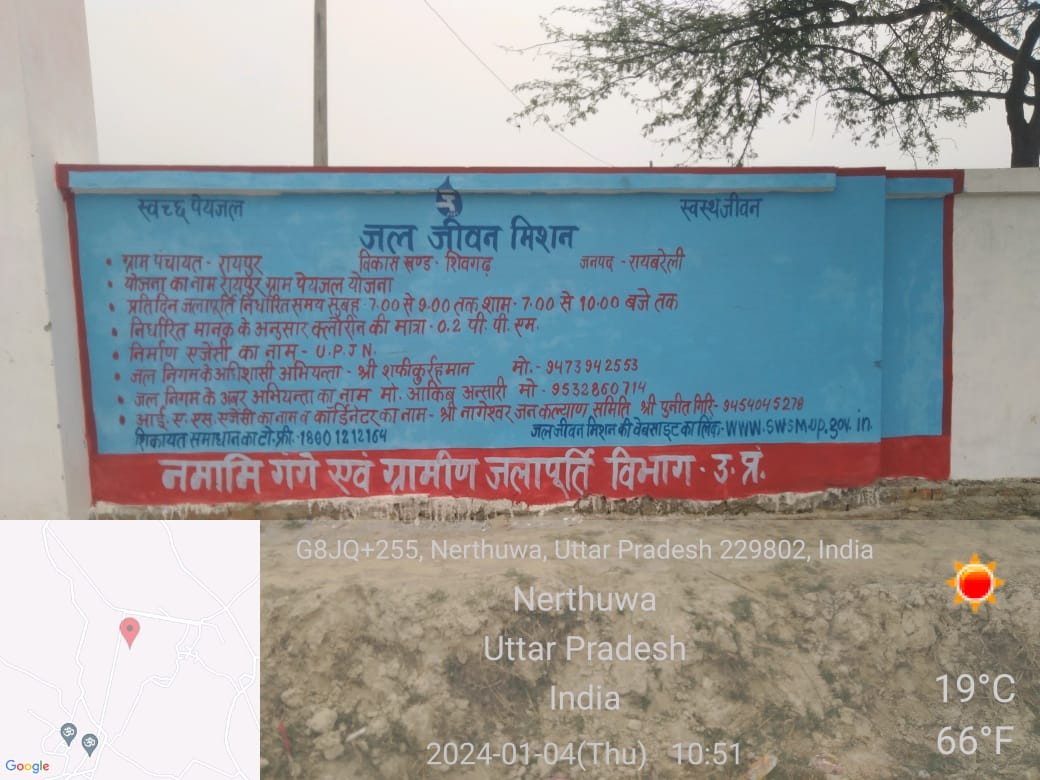 स्वच्छ पेयजल स्वस्थ जीवन
जल जीवन मिशन
• ग्राम पंचायत - रायपुर विकास खण्ड - शिवगढ़ जनपद - रायबरेली
• योजना का नाम रायपुर ग्राम पेयजल योजना
• प्रतिदिन जलापूर्ति निर्धारित समय सुबह - 7:00 से 9:00 तक शाम - 7:00 से 10:00 बजे तक
• निर्धारित मानक के अनुसार क्लोरीन की मात्रा - 0.2 पी. पी. एम.
• निर्माण एजेंसी का नाम - U.P.J.N.
• जल निगम के अधिशासी अभियन्ता - श्री शफीकुर्रहमान मो. - 9473942553
• जल निगम के अवर अभियन्ता का नाम मो. आकिब अन्सारी मो - 9532860714
• आई. एस. एस. एजेंसी का नाम व कॉर्डिनेटर का नाम - श्री नागेश्वर जन कल्याण समिति श्री पुनीत गिरि - 9454045278
शिकायत समाधान का टो. फ्री. - 1800 1212164 जल जीवन मिशन की वेबसाइट का लिंक - www.swsm.up.gov.in.
नमामि गंगे एवं ग्रामीण जलापूर्ति विभाग - उ. प्रं.
G8JQ+255, Nerthuwa, Uttar Pradesh 229802, India
Nerthuwa
Uttar Pradesh
India
2024-01-04(Thu) 10:51
19°C
66°F
Google